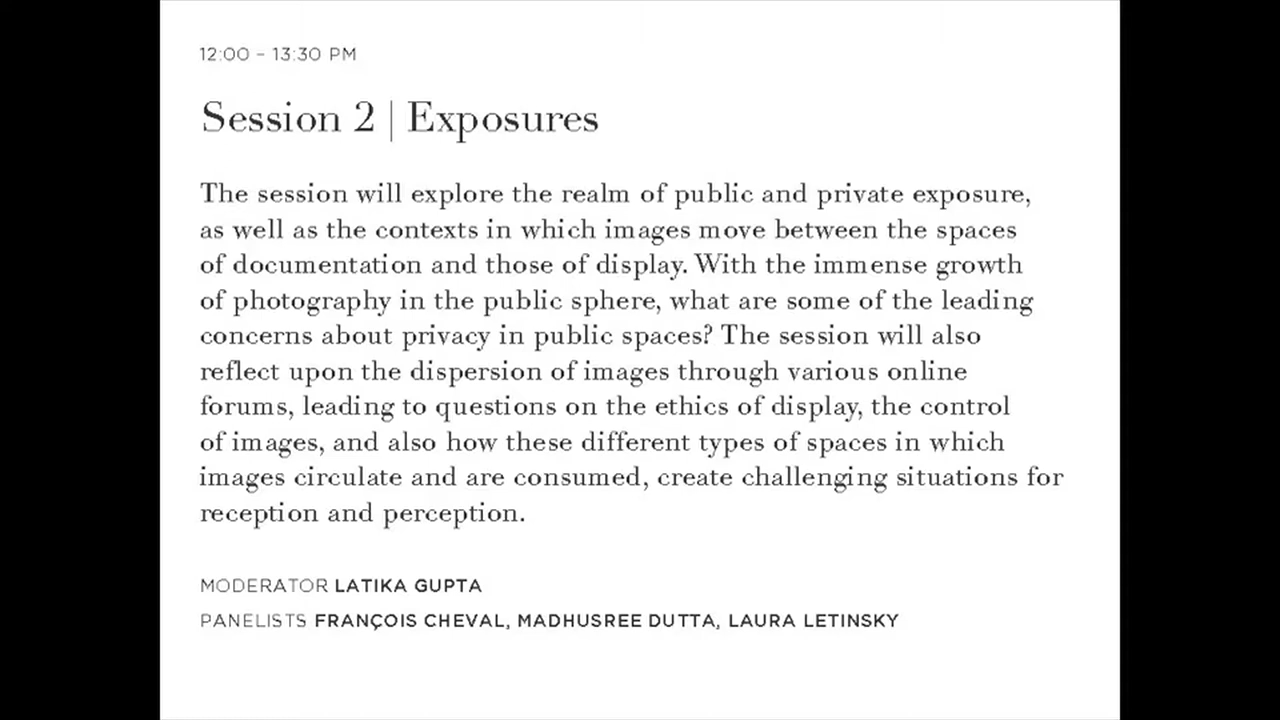 12:00 – 13:30 PM
Session 2 | Exposures
The session will explore the realm of public and private exposure,
as well as the contexts in which images move between the spaces
of documentation and those of display. With the immense growth
of photography in the public sphere, what are some of the leading
concerns about privacy in public spaces? The session will also
reflect upon the dispersion of images through various online
forums, leading to questions on the ethics of display, the control
of images, and also how these different types of spaces in which
images circulate and are consumed, create challenging situations for
reception and perception.
MODERATOR LATIKA GUPTA
PANELISTS FRANÇOIS CHEVAL, MADHUSREE DUTTA, LAURA LETINSKY